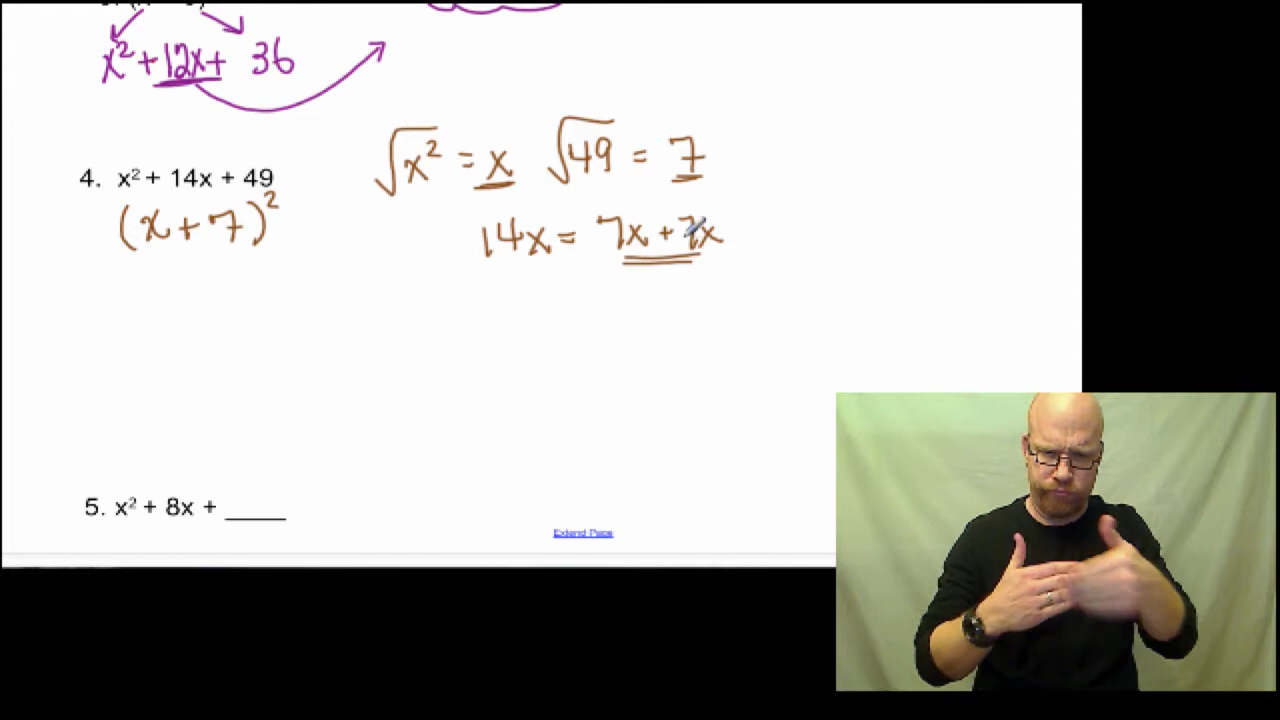 x² + 12x + 36
√x² = x √49 = 7
4. x² + 14x + 49
(x + 7)²
14x = 7x + 7x
5. x² + 8x + ____
Extend Page